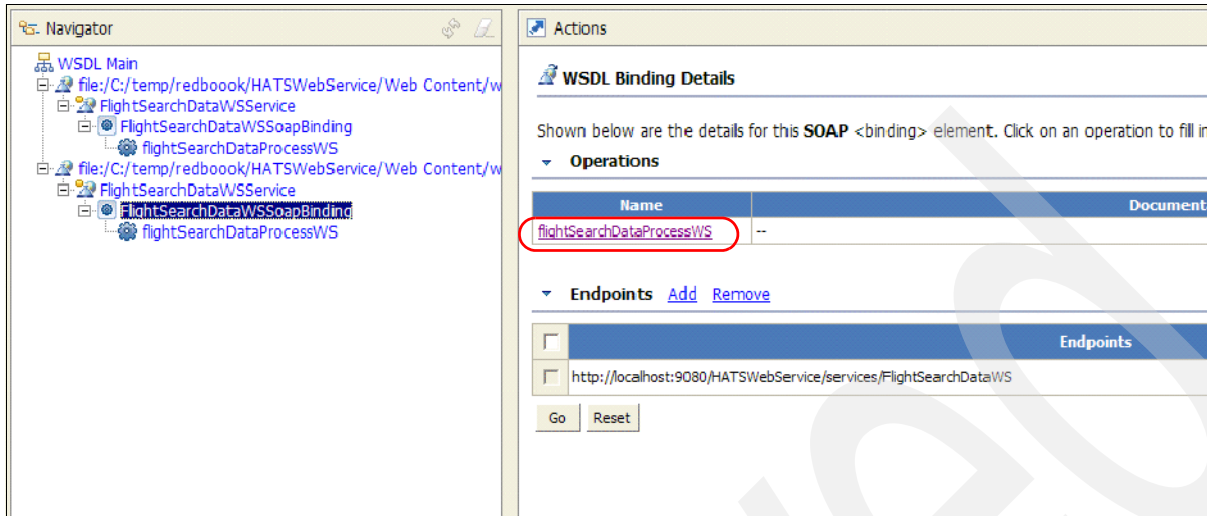 Navigator
WSDL Main
file:/C:/temp/redboook/HATSWebService/Web Content/w
FlightSearchDataWSService
FlightSearchDataWSSoapBinding
flightSearchDataProcessWS
file:/C:/temp/redboook/HATSWebService/Web Content/w
FlightSearchDataWSService
FlightSearchDataWSSoapBinding
flightSearchDataProcessWS
Actions
WSDL Binding Details
Shown below are the details for this SOAP <binding> element. Click on an operation to fill in
Operations
Name Document
flightSearchDataProcessWS --
Endpoints Add Remove
Endpoints
http://localhost:9080/HATSWebService/services/FlightSearchDataWS
Go Reset